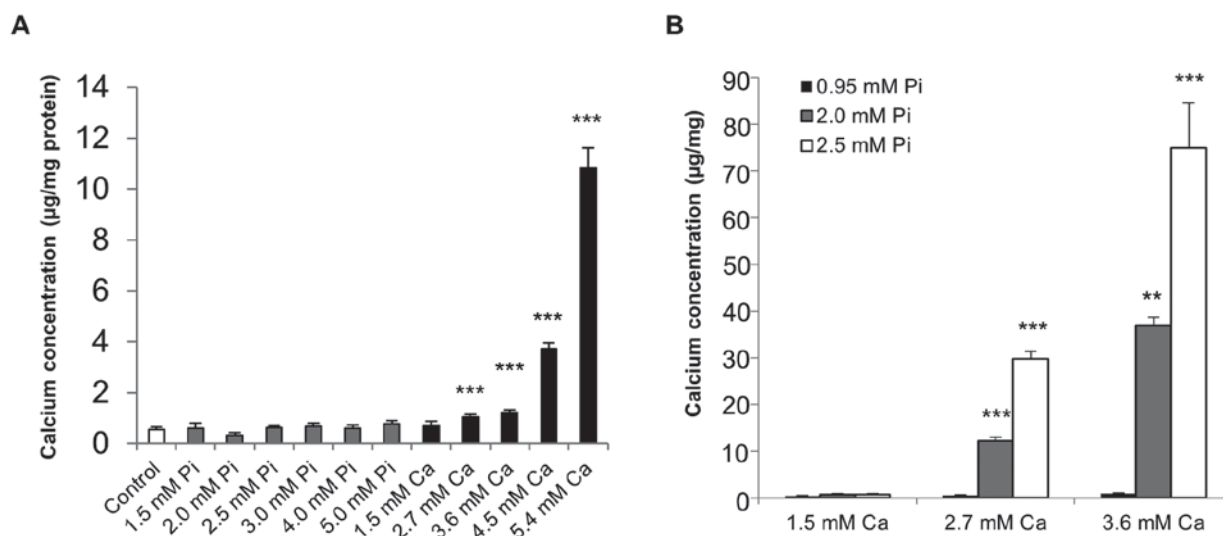 A
Calcium concentration (µg/mg protein)
14
12
10
8
6
4
2
0
***
***
***
***
Control
1.5 mM Pi
2.0 mM Pi
2.5 mM Pi
3.0 mM Pi
4.0 mM Pi
5.0 mM Pi
1.5 mM Ca
2.7 mM Ca
3.6 mM Ca
4.5 mM Ca
5.4 mM Ca
B
Calcium concentration (µg/mg)
90
80
70
60
50
40
30
20
10
0
0.95 mM Pi
2.0 mM Pi
2.5 mM Pi
***
***
**
***
1.5 mM Ca
2.7 mM Ca
3.6 mM Ca